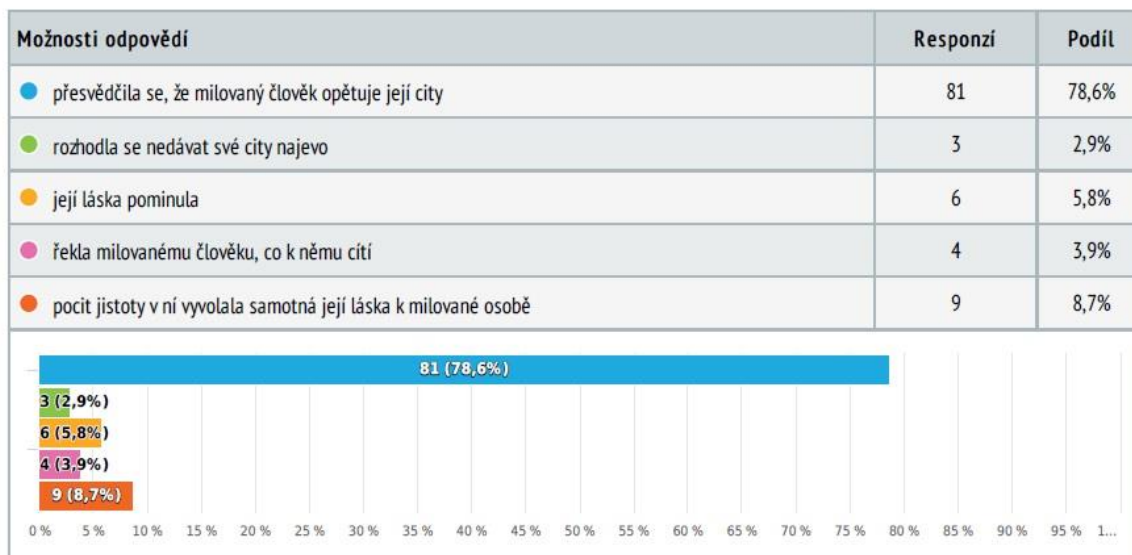 Možnosti odpovědí Responzí Podíl
přesvědčila se, že milovaný člověk opětuje její city 81 78,6%
rozhodla se nedávat své city najevo 3 2,9%
její láska pominula 6 5,8%
řekla milovanému člověku, co k němu cítí 4 3,9%
pocit jistoty v ní vyvolala samotná její láska k milované osobě 9 8,7%
81 (78,6%)
3 (2,9%)
6 (5,8%)
4 (3,9%)
9 (8,7%)
0 % 5 % 10 % 15 % 20 % 25 % 30 % 35 % 40 % 45 % 50 % 55 % 60 % 65 % 70 % 75 % 80 % 85 % 90 % 95 % 1...